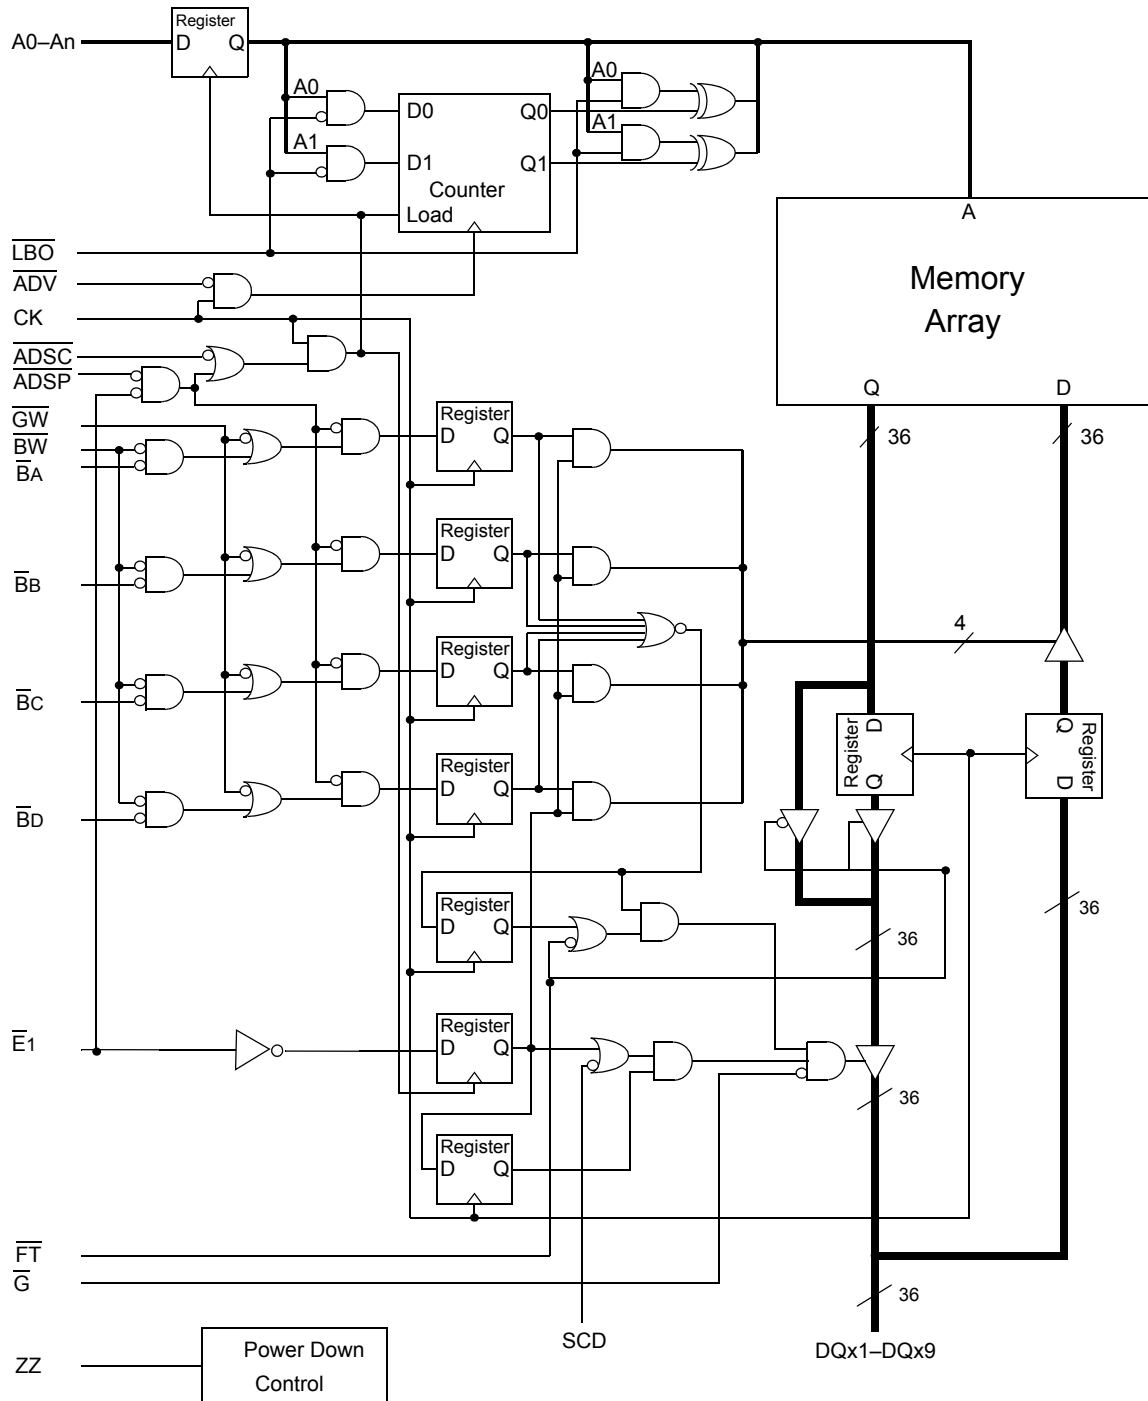 Register
A0–An
D Q
A0
A0
D0
Q0
A1
A1
D1
Q1
Counter
Load
A
LBO
ADV
Memory
Array
CK
ADSC
ADSP
Q
D
GW
Register
36
36
BW
D Q
BA
Register
D Q
BB
4
Register
D Q
BC
Register
D
Q
Q
Register
D
Register
D Q
BD
Register
D Q
36
36
Register
E1
D Q
36
Register
D Q
FT
G
36
SCD
DQx1–DQx9
ZZ
Power Down
Control